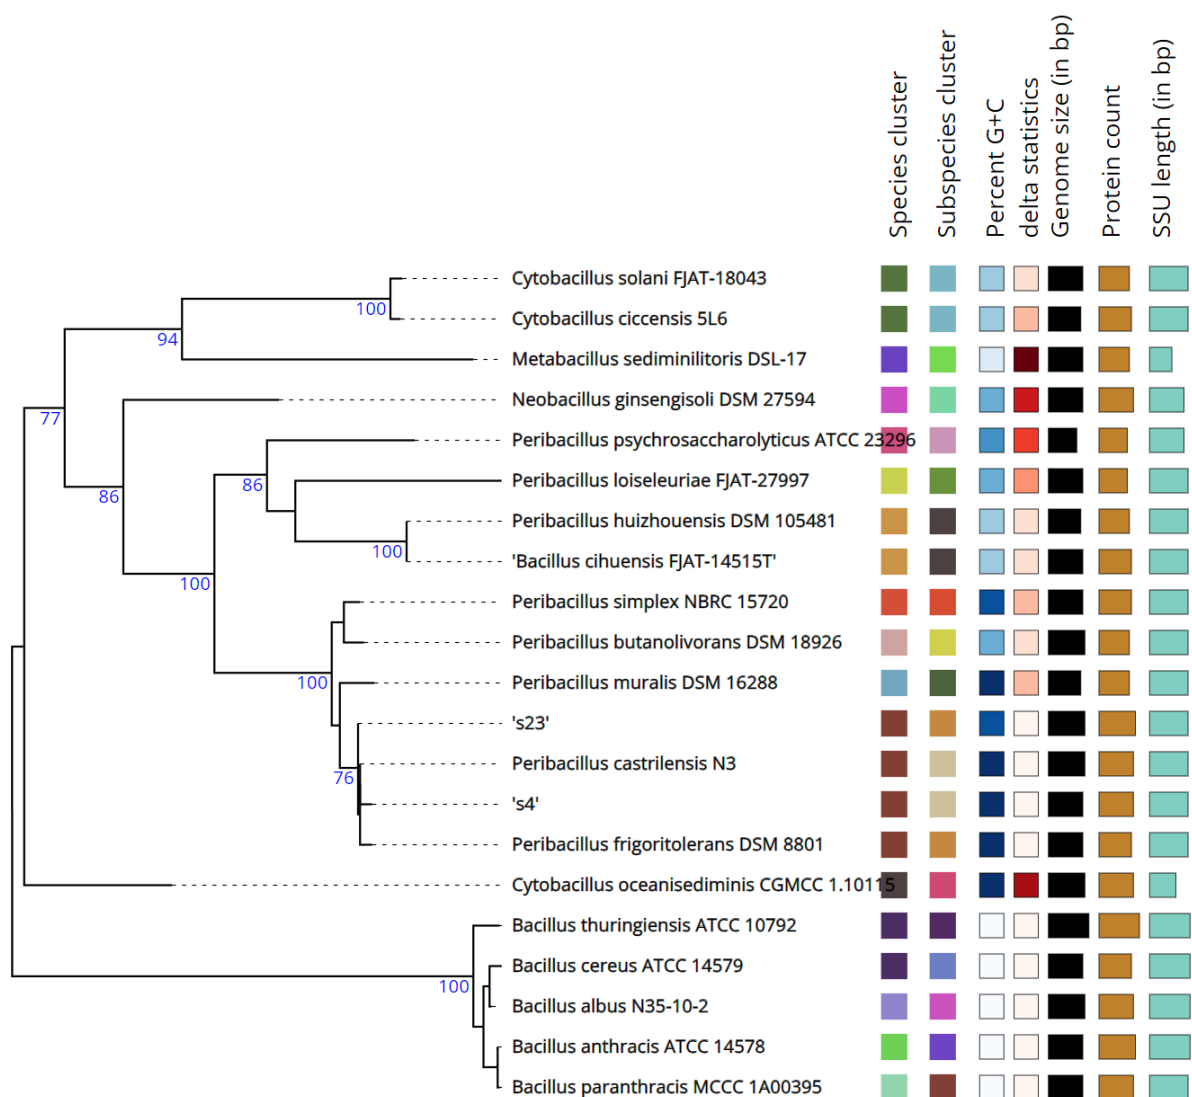 Species cluster
Subspecies cluster
Percent G+C
delta statistics
Genome size (in bp)
Protein count
SSU length (in bp)
Cytobacillus solani FJAT-18043
100
Cytobacillus ciccensis 5L6
94
Metabacillus sediminilitoris DSL-17
Neobacillus ginsengisoli DSM 27594
77
Peribacillus psychrosaccharolyticus ATCC 23296
86
Peribacillus loiseleuriae FJAT-27997
86
Peribacillus huizhouensis DSM 105481
100
'Bacillus cihuensis FJAT-14515T'
100
Peribacillus simplex NBRC 15720
Peribacillus butanolivorans DSM 18926
100
Peribacillus muralis DSM 16288
's23'
Peribacillus castrilensis N3
76
's4'
Peribacillus frigoritolerans DSM 8801
Cytobacillus oceanisediminis CGMCC 1.10115
Bacillus thuringiensis ATCC 10792
Bacillus cereus ATCC 14579
100
Bacillus albus N35-10-2
Bacillus anthracis ATCC 14578
Bacillus paranthracis MCCC 1A00395